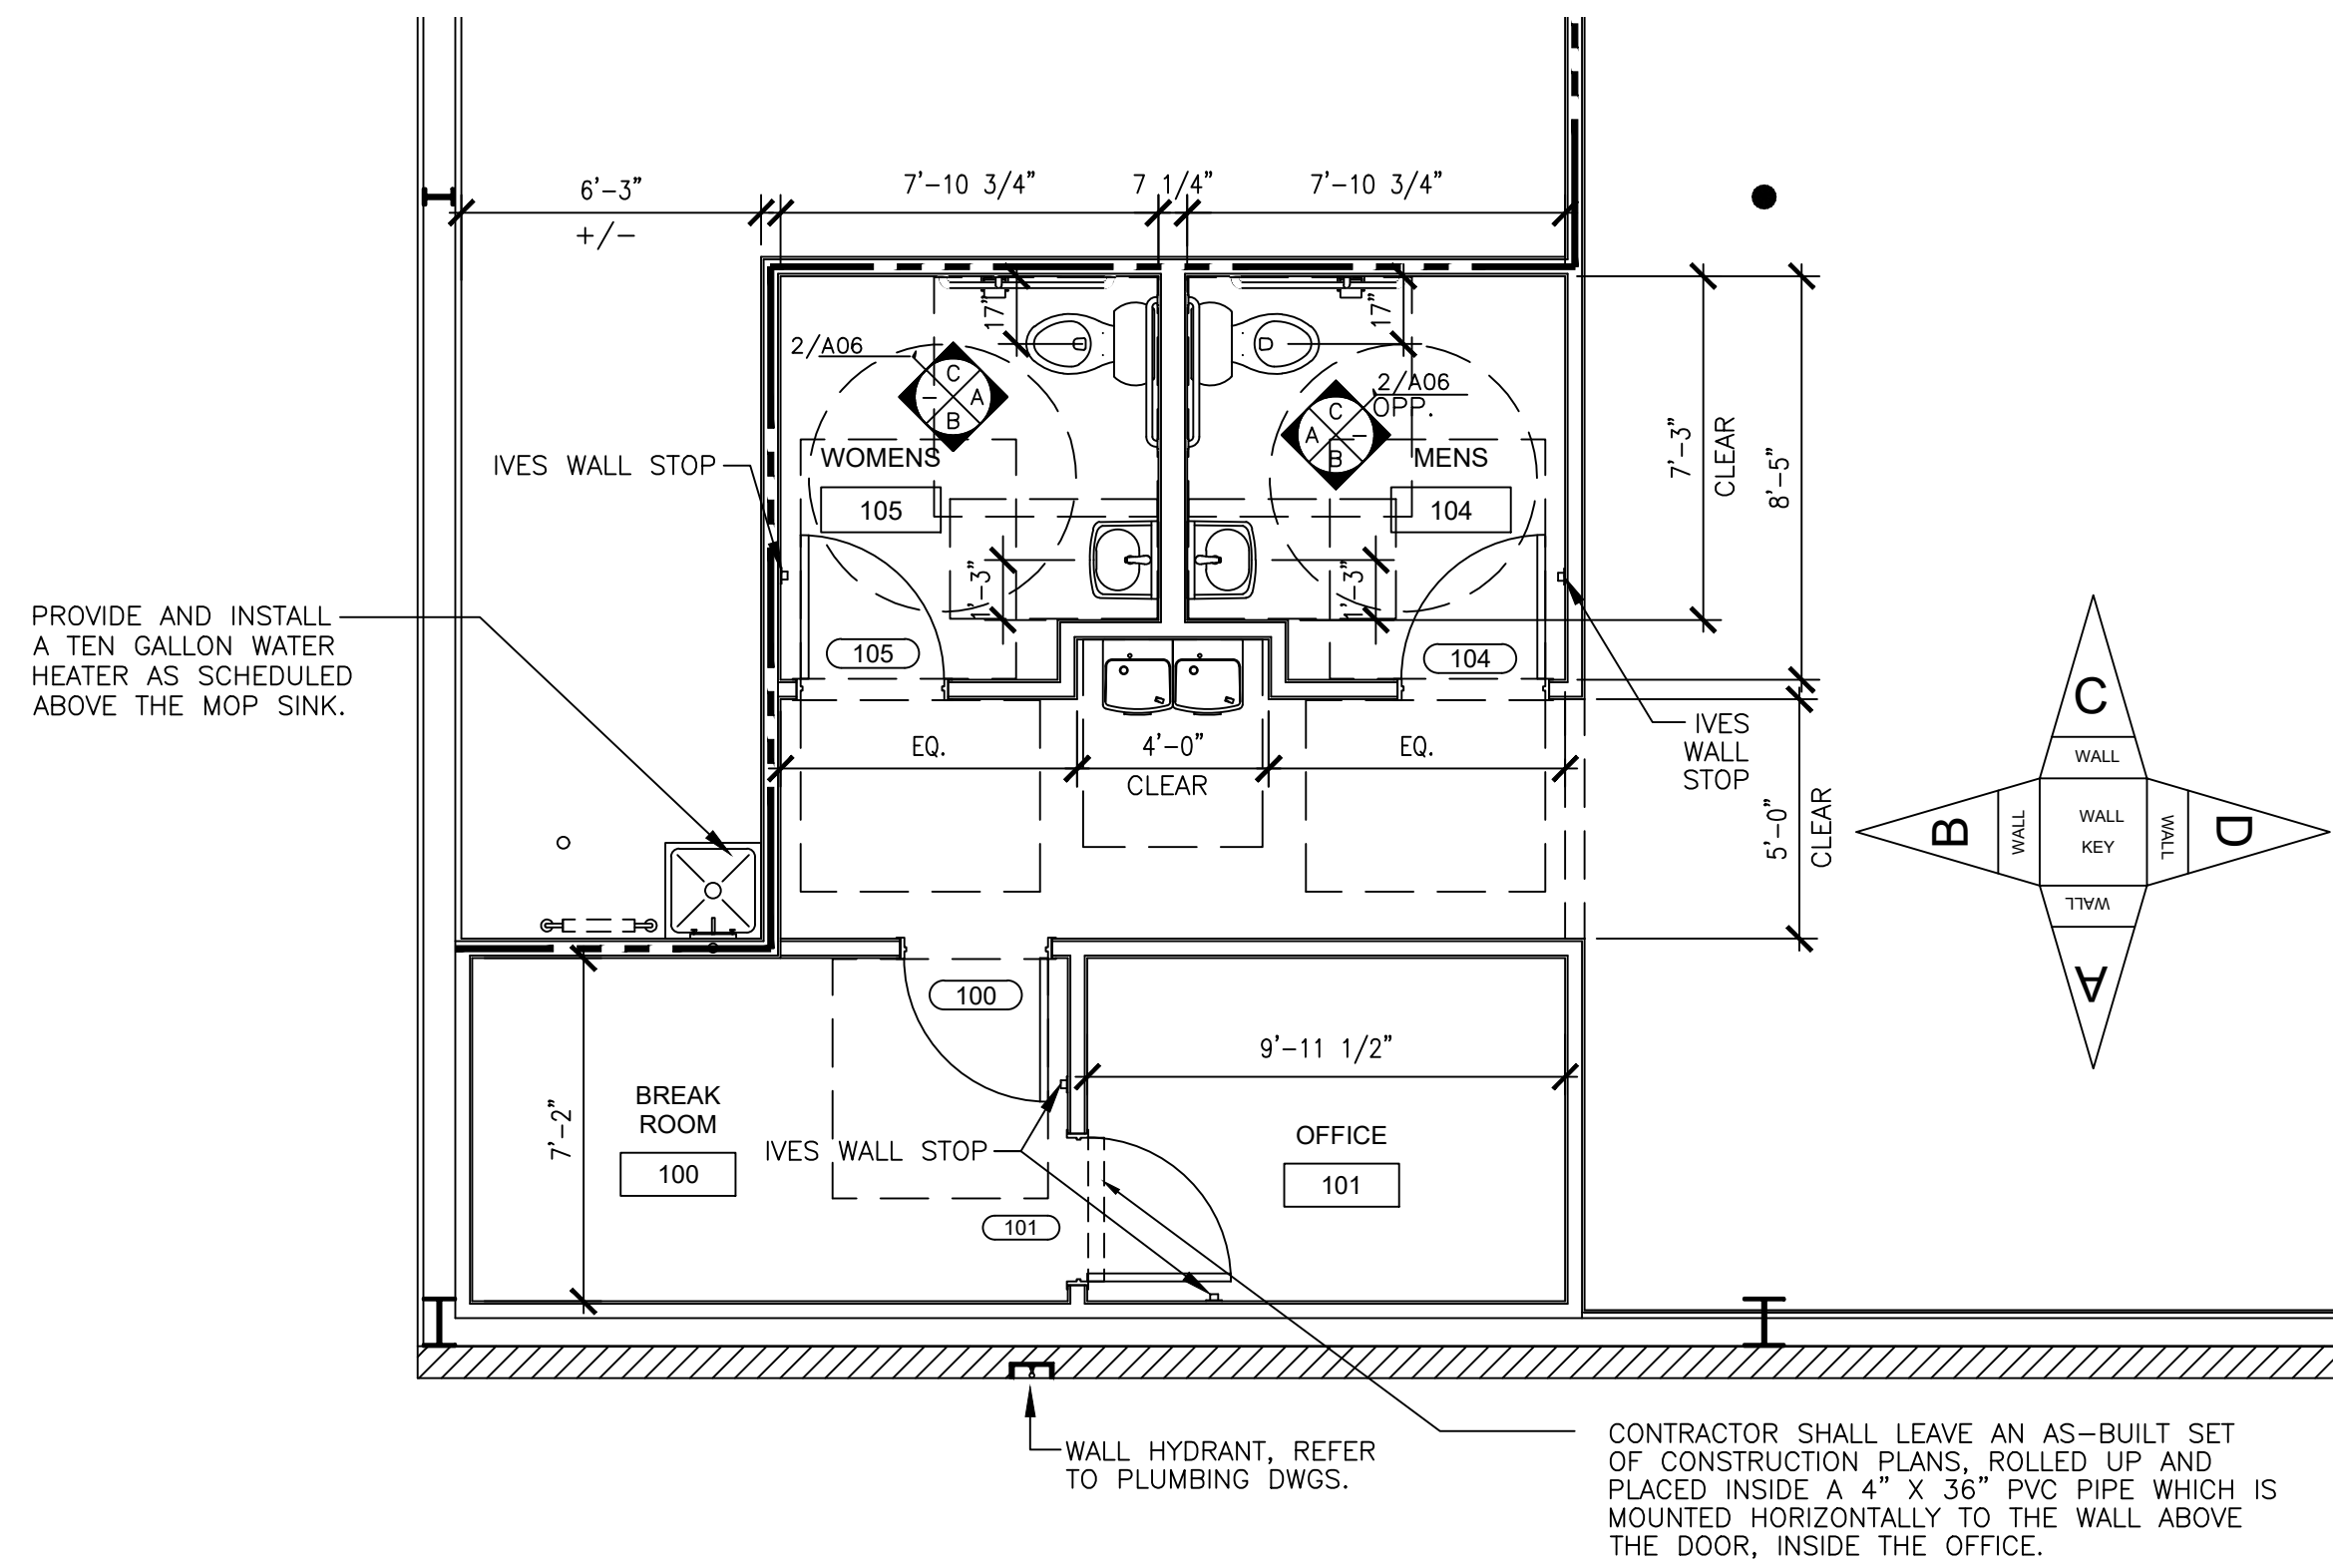 6'-3"
+/-
7'-10 3/4"
7 1/4"
7'-10 3/4"
17"
17"
2/A06
C
-
A
B
2/A06
OPP.
C
A
-
B
IVES WALL STOP
WOMENS
105
MENS
104
7'-3"
CLEAR
8'-5"
1'-3"
1'-3"
105
104
PROVIDE AND INSTALL
A TEN GALLON WATER
HEATER AS SCHEDULED
ABOVE THE MOP SINK.
IVES
WALL
STOP
EQ.
4'-0"
CLEAR
EQ.
5'-0"
CLEAR
C
WALL
B
WALL
WALL
KEY
WALL
D
WALL
A
100
9'-11 1/2"
7'-2"
BREAK
ROOM
100
IVES WALL STOP
OFFICE
101
101
WALL HYDRANT, REFER
TO PLUMBING DWGS.
CONTRACTOR SHALL LEAVE AN AS-BUILT SET
OF CONSTRUCTION PLANS, ROLLED UP AND
PLACED INSIDE A 4" X 36" PVC PIPE WHICH IS
MOUNTED HORIZONTALLY TO THE WALL ABOVE
THE DOOR, INSIDE THE OFFICE.